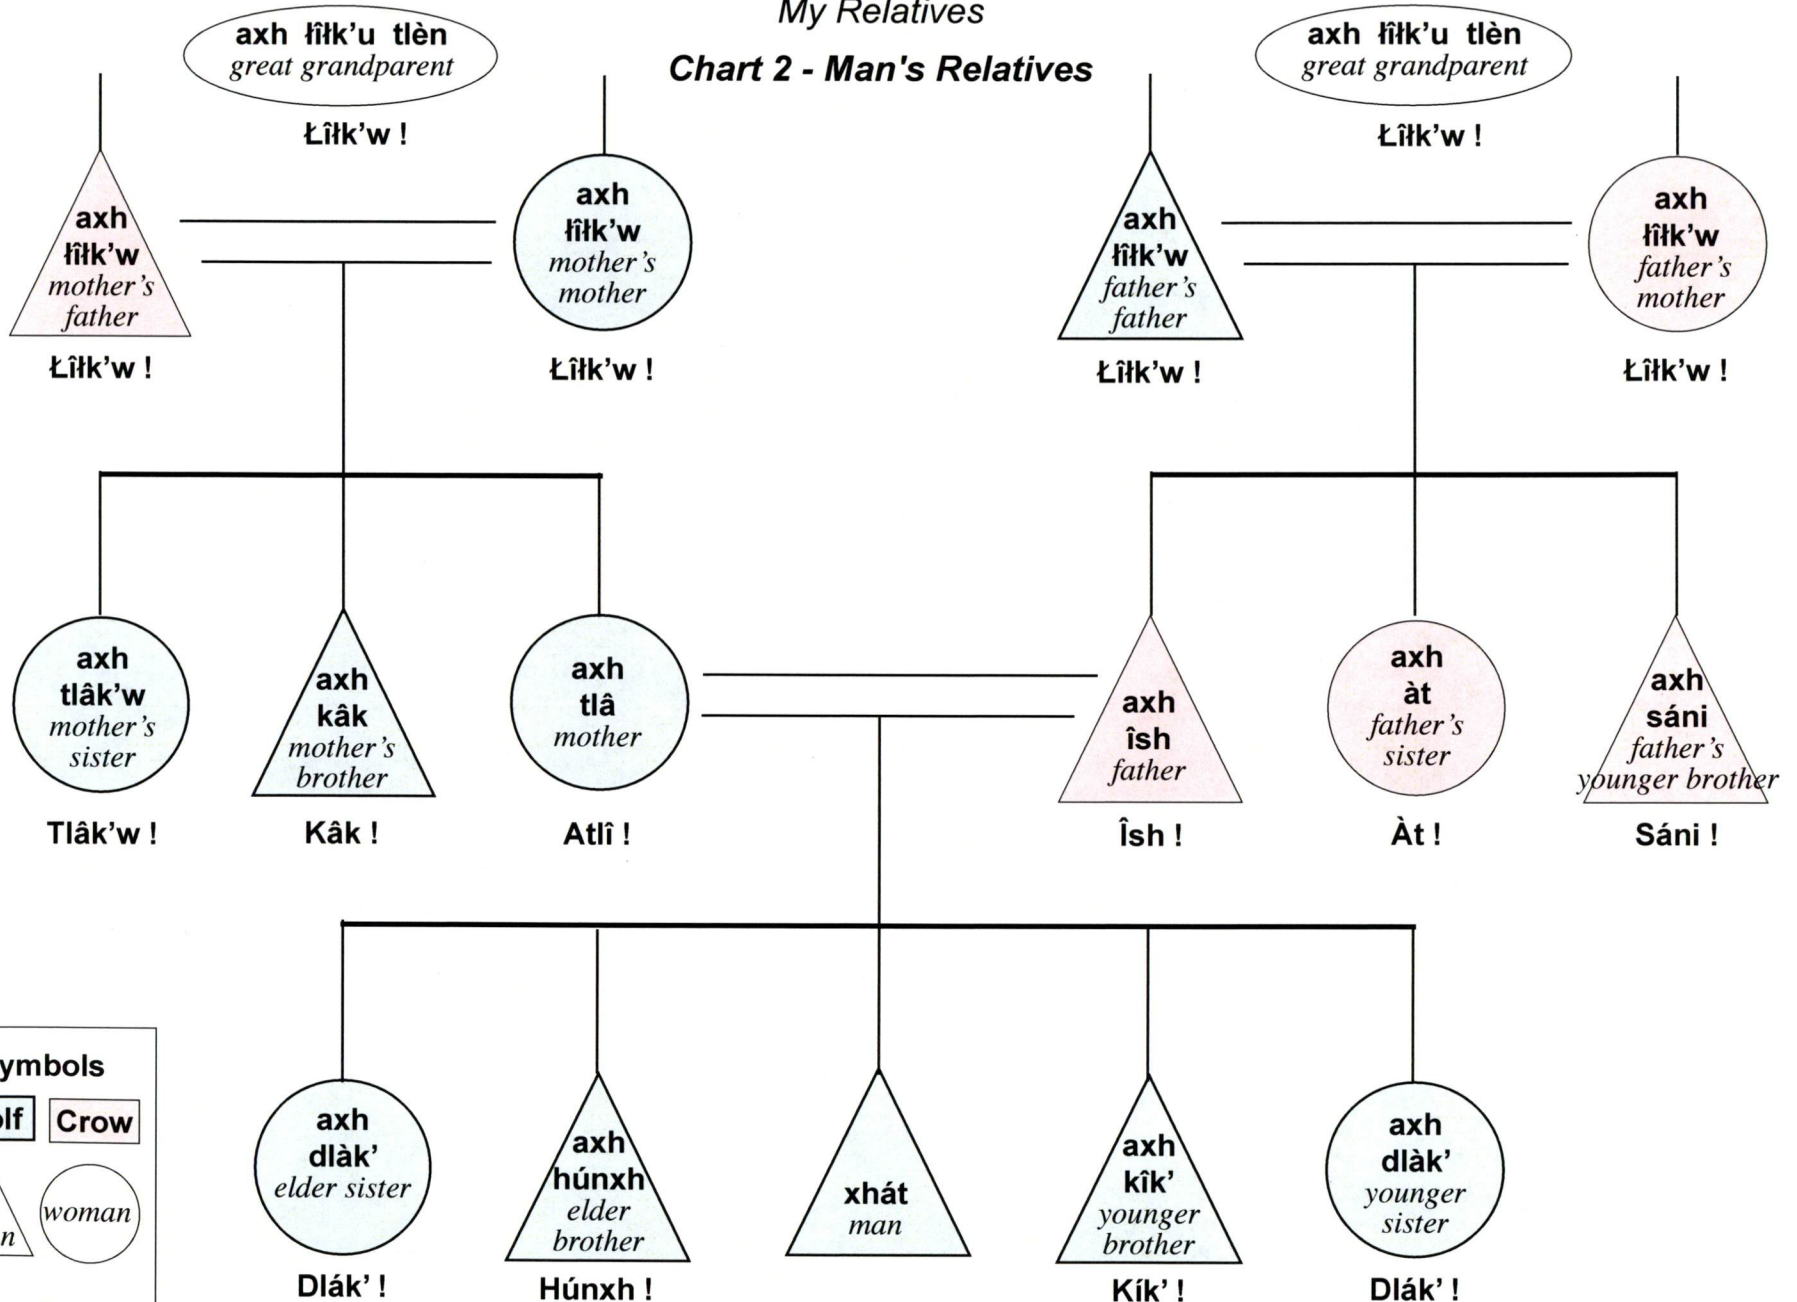 My Relatives
Chart 2 - Man's Relatives
axh łîłk'u tlèn
great grandparent
Łîłk'w !
axh łîłk'u tlèn
great grandparent
Łîłk'w !
axh
łîłk'w
mother's
father
Łîłk'w !
axh
łîłk'w
mother's
mother
Łîłk'w !
axh
łîłk'w
father's
father
Łîłk'w !
axh
łîłk'w
father's
mother
Łîłk'w !
axh
tlâk'w
mother's
sister
Tlâk'w !
axh
kâk
mother's
brother
Kâk !
axh
tlâ
mother
Atlî !
axh
îsh
father
Îsh !
axh
àt
father's
sister
Àt !
axh
sáni
father's
younger brother
Sáni !
axh
dlàk'
elder sister
Dlák' !
axh
húnxh
elder
brother
Húnxh !
xhát
man
axh
kîk'
younger
brother
Kík' !
axh
dlàk'
younger
sister
Dlák' !
ymbols
lf Crow
n woman